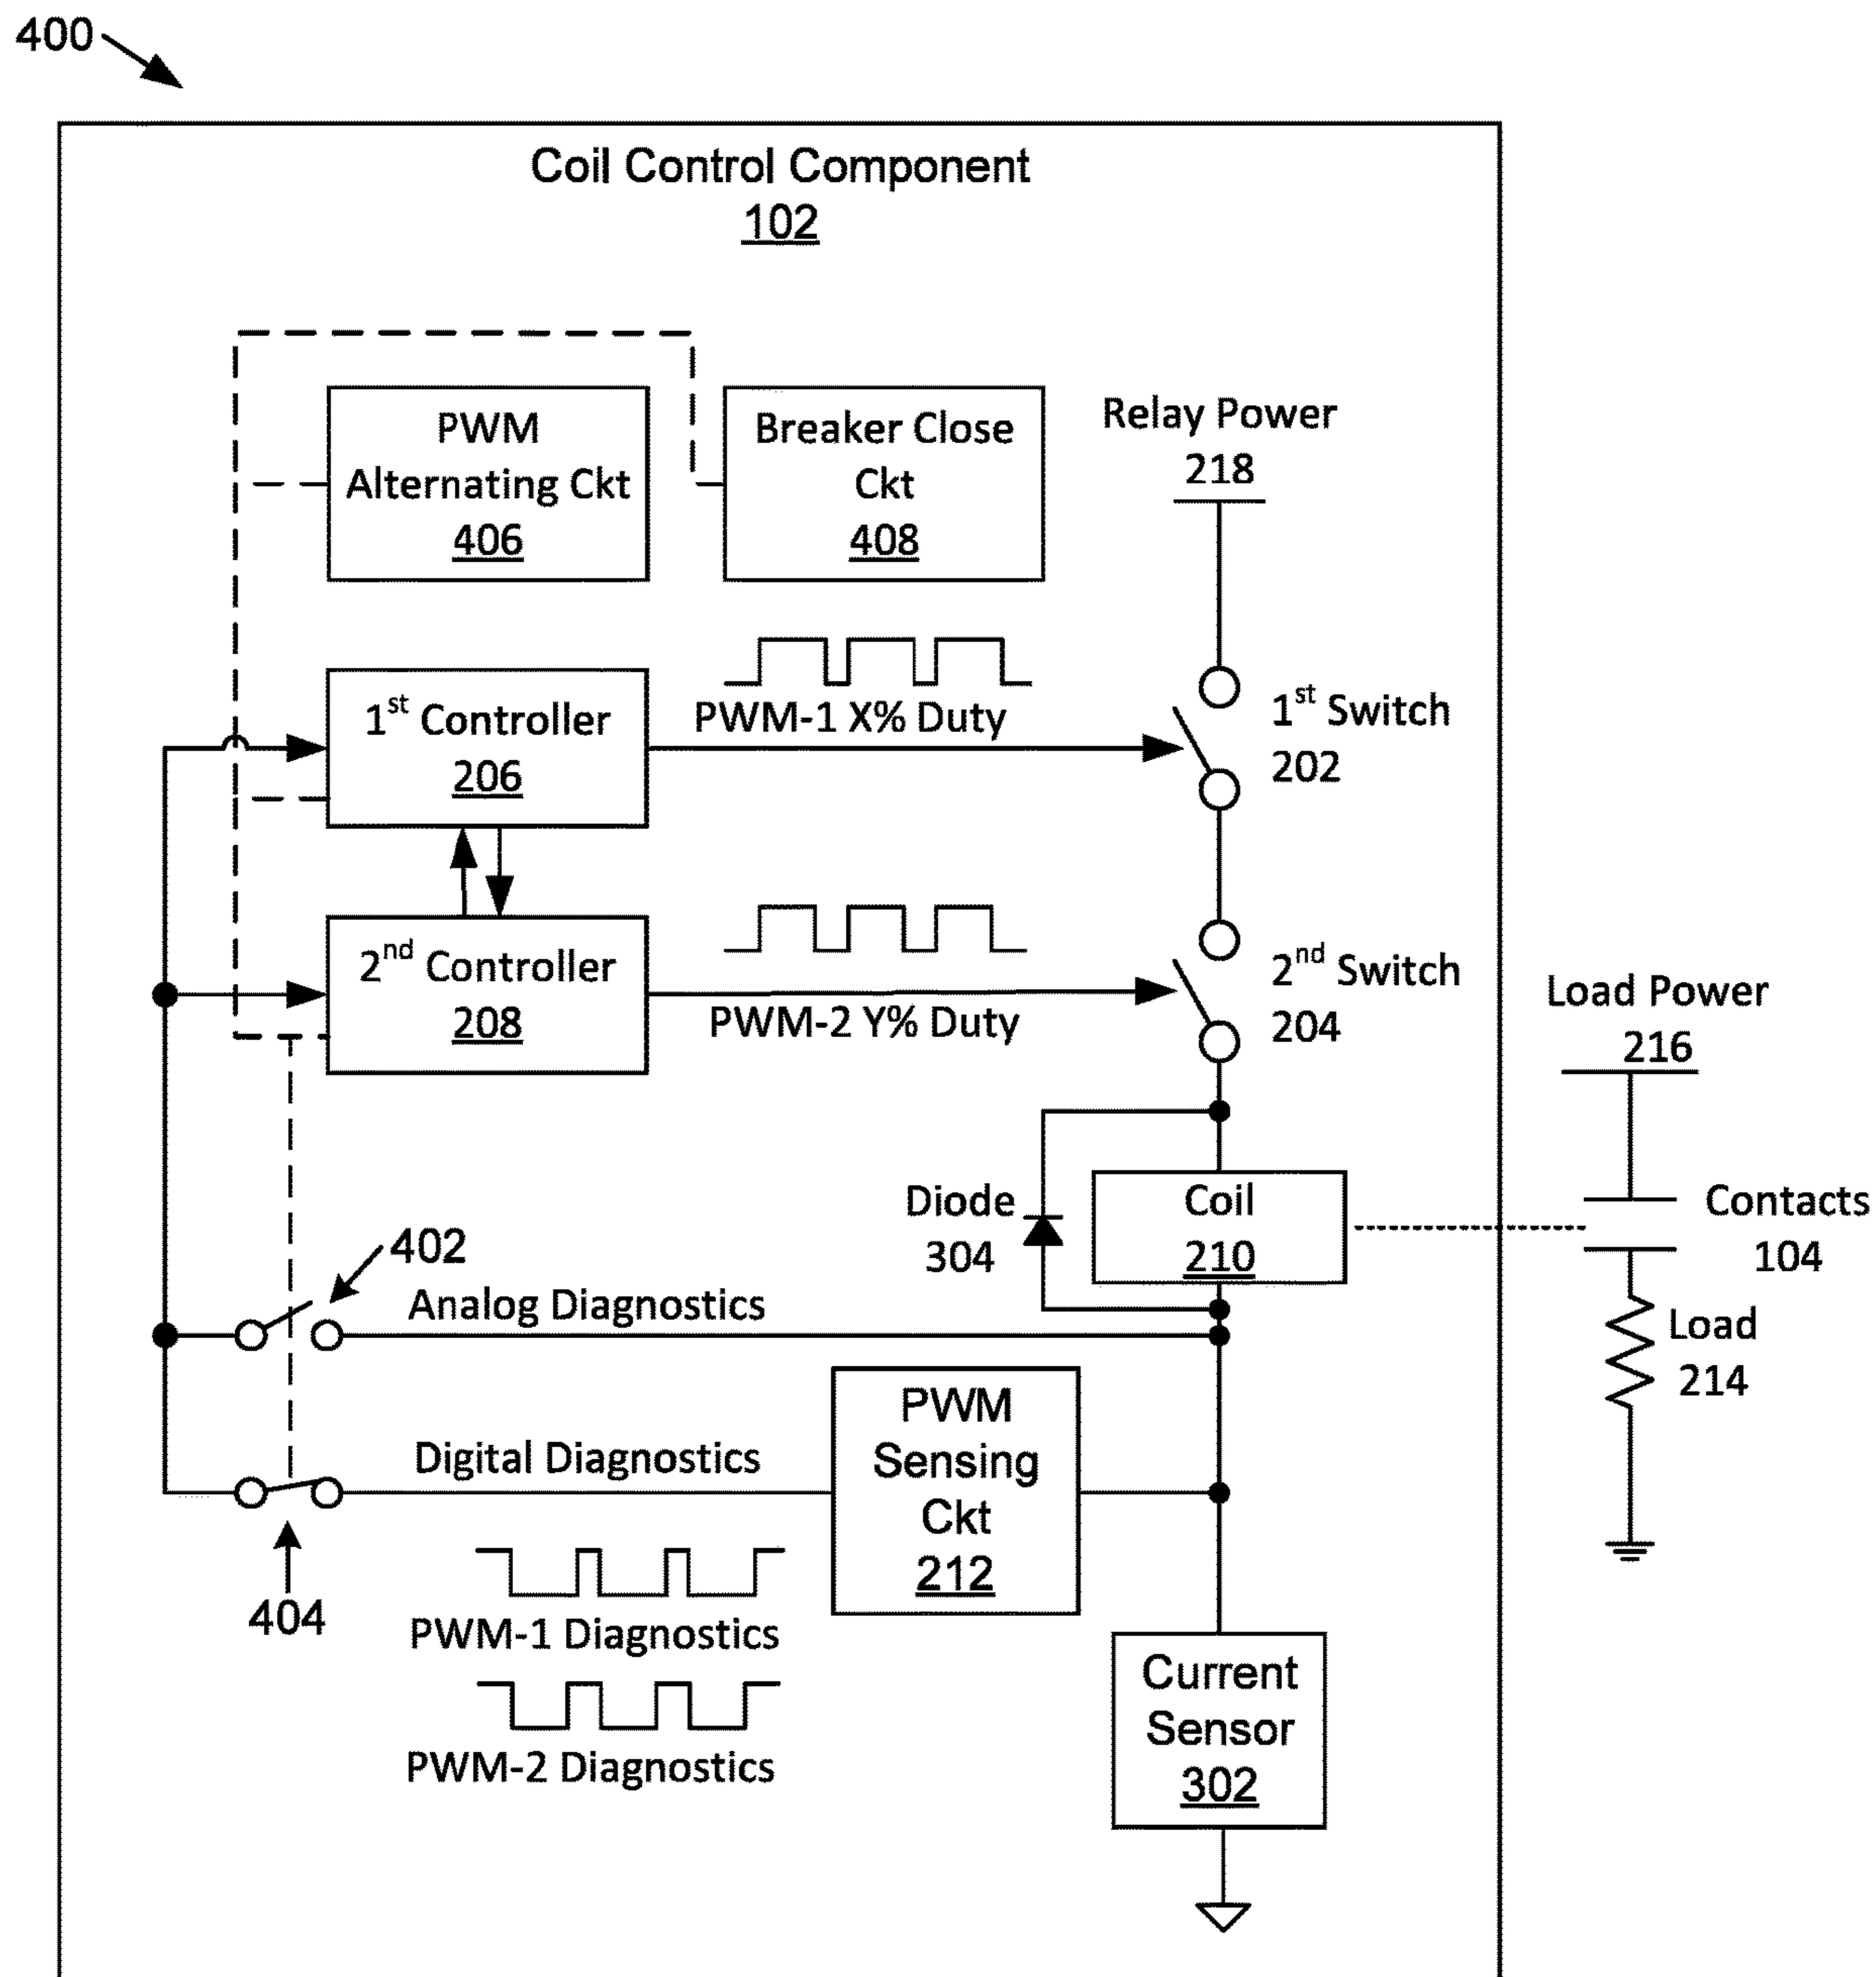 400
Coil Control Component
102
PWM
Alternating Ckt
406
Breaker Close
Ckt
408
Relay Power
218
1st Controller
206
PWM-1 X% Duty
1st Switch
202
2nd Controller
208
PWM-2 Y% Duty
2nd Switch
204
Load Power
216
Diode
304
Coil
210
Contacts
104
402
Analog Diagnostics
Load
214
Digital Diagnostics
PWM
Sensing
Ckt
212
404
PWM-1 Diagnostics
PWM-2 Diagnostics
Current
Sensor
302